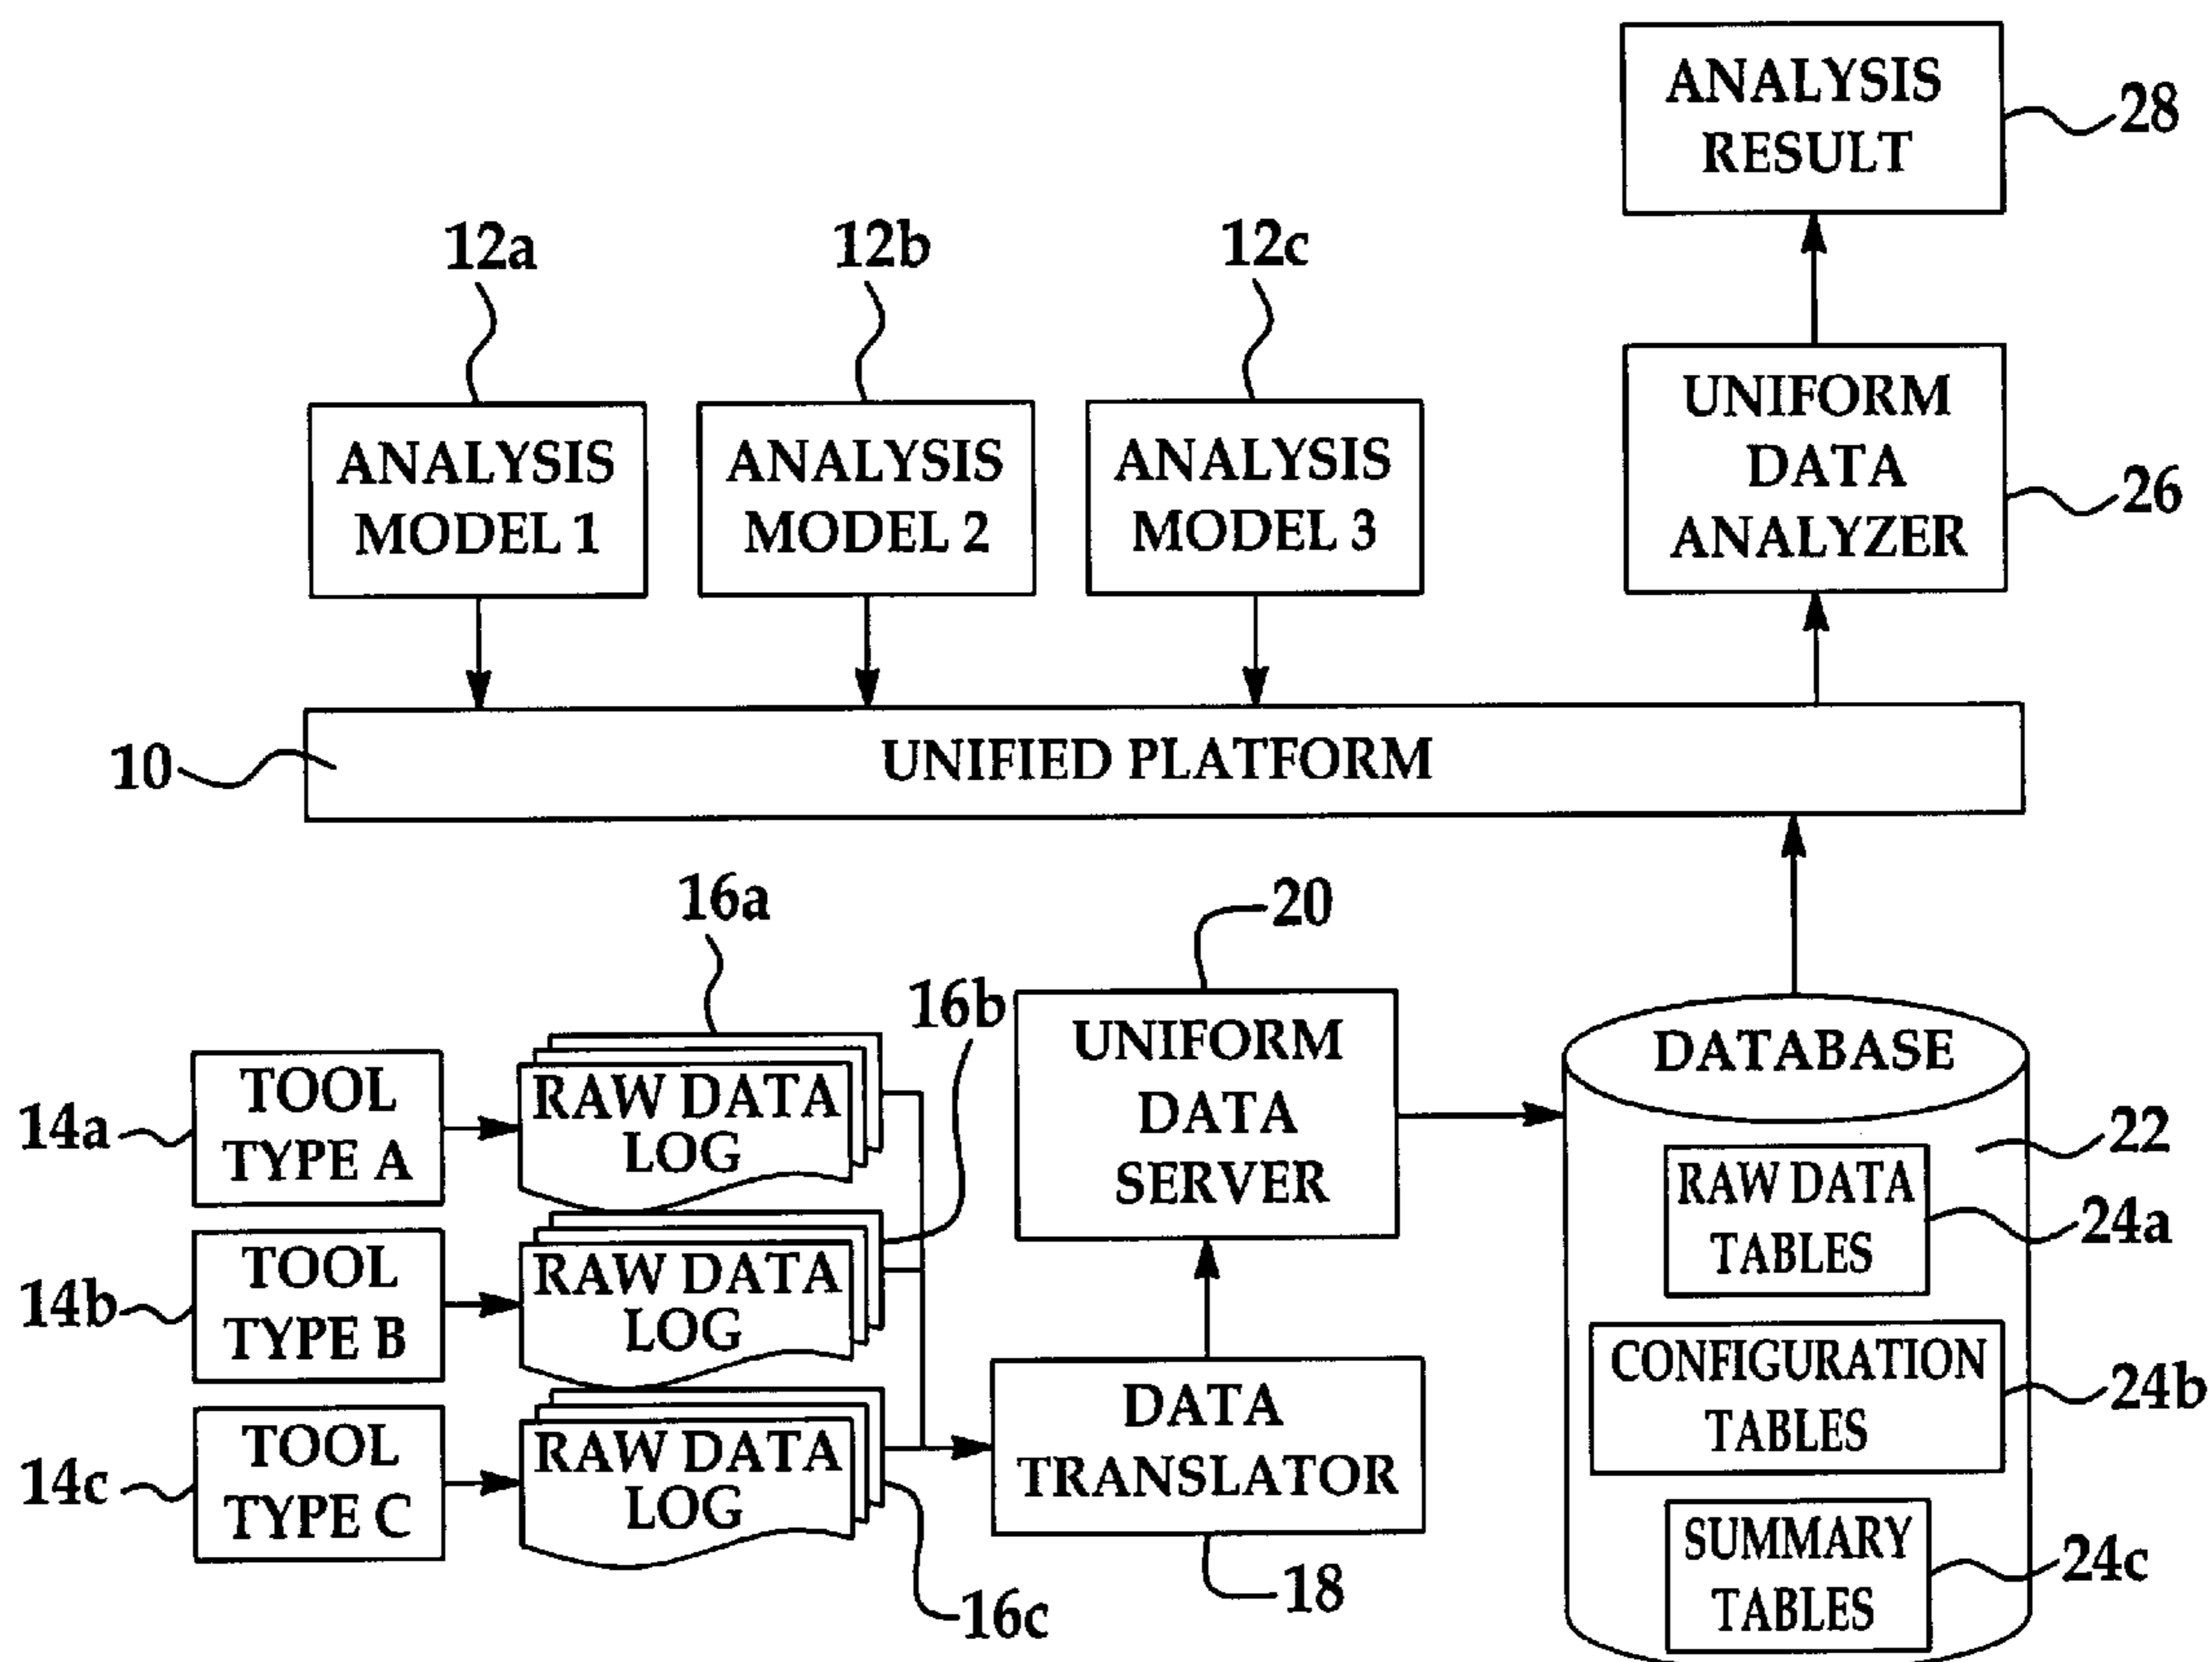 ANALYSIS
RESULT
28
12a
12b
12c
ANALYSIS
MODEL 1
ANALYSIS
MODEL 2
ANALYSIS
MODEL 3
UNIFORM
DATA
ANALYZER
26
10
UNIFIED PLATFORM
16a
16b
20
14a
TOOL
TYPE A
RAW DATA
LOG
14b
TOOL
TYPE B
RAW DATA
LOG
14c
TOOL
TYPE C
RAW DATA
LOG
16c
UNIFORM
DATA
SERVER
DATA
TRANSLATOR
18
DATABASE
22
RAW DATA
TABLES
24a
CONFIGURATION
TABLES
24b
SUMMARY
TABLES
24c